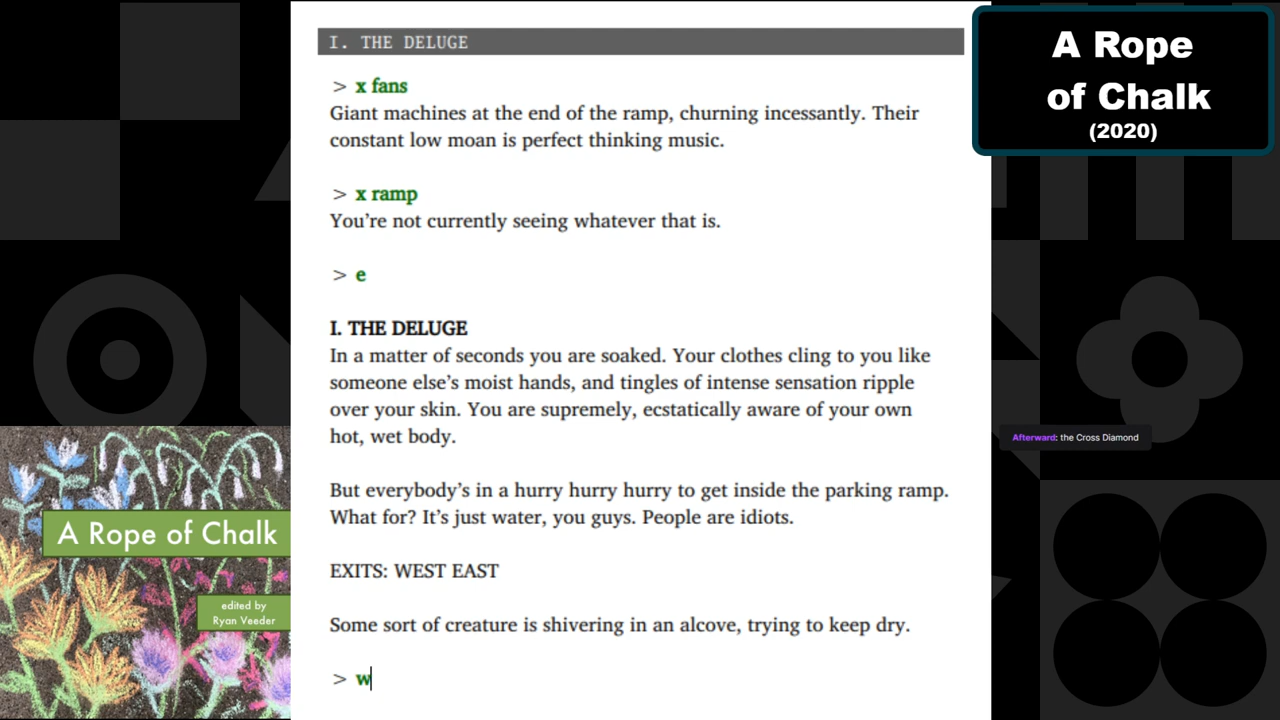 I. THE DELUGE
> x fans
Giant machines at the end of the ramp, churning incessantly. Their
constant low moan is perfect thinking music.
> x ramp
You’re not currently seeing whatever that is.
> e
I. THE DELUGE
In a matter of seconds you are soaked. Your clothes cling to you like
someone else’s moist hands, and tingles of intense sensation ripple
over your skin. You are supremely, ecstatically aware of your own
hot, wet body.
But everybody’s in a hurry hurry hurry to get inside the parking ramp.
What for? It’s just water, you guys. People are idiots.
EXITS: WEST EAST
Some sort of creature is shivering in an alcove, trying to keep dry.
> w
A Rope
of Chalk
(2020)
Afterward: the Cross Diamond
A Rope of Chalk
edited by
Ryan Veeder